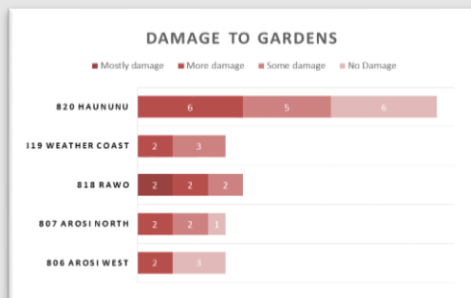 DAMAGE TO GARDENS
Mostly damage More damage Some damage No Damage
820 HAUNUNU 6 5 6
19 WEATHER COAST 2 3
818 RAWO 2 2 2
807 AROSI NORTH 2 2 1
806 AROSI WEST 2 3